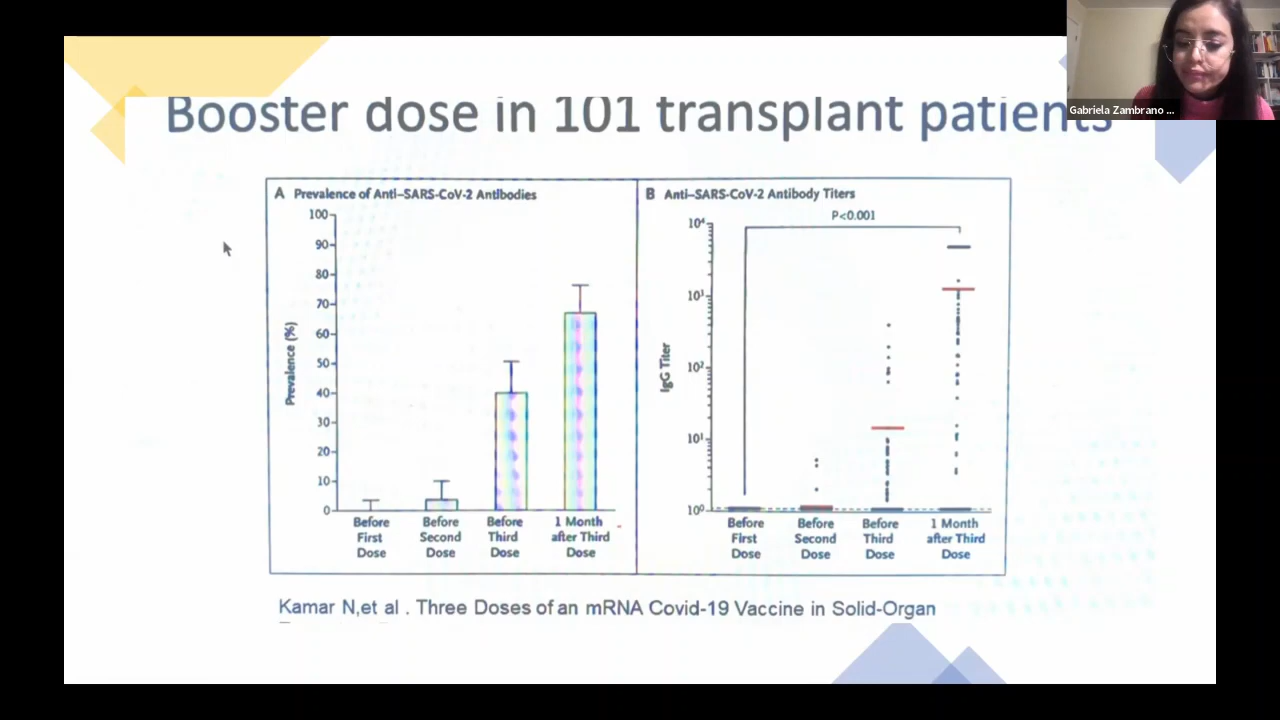 Booster dose in 101 transplant patients
Gabriela Zambrano ...
A Prevalence of Anti–SARS-CoV-2 Antibodies
100
90
80
70
60
50
40
30
20
10
0
Prevalence (%)
Before First Dose
Before Second Dose
Before Third Dose
1 Month after Third Dose
B Anti–SARS-CoV-2 Antibody Titers
P<0.001
10⁴
10³
10²
10¹
10⁰
IgG Titer
Before First Dose
Before Second Dose
Before Third Dose
1 Month after Third Dose
Kamar N,et al . Three Doses of an mRNA Covid-19 Vaccine in Solid-Organ